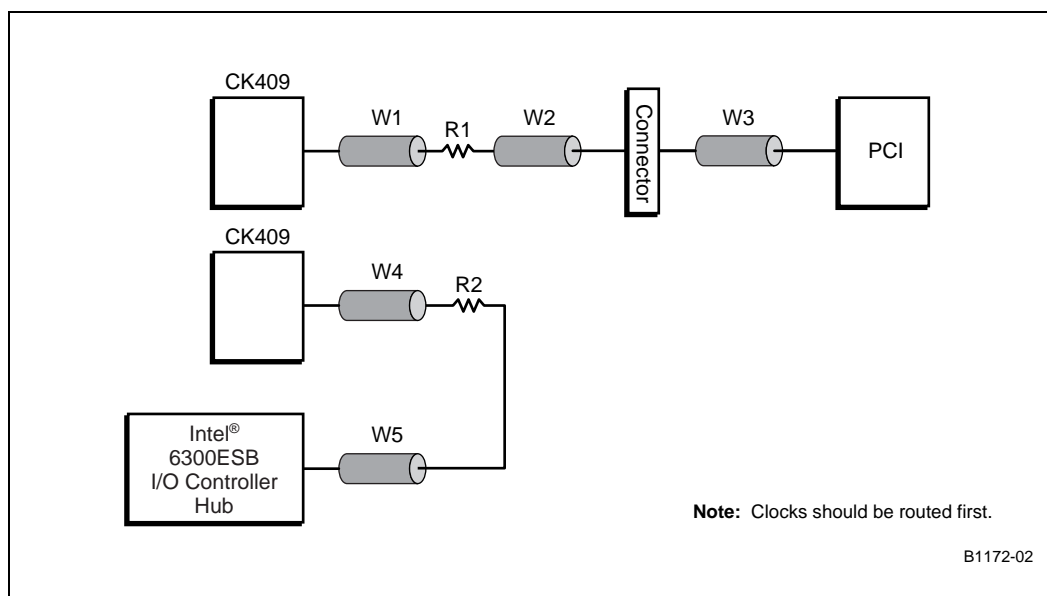 CK409
W1
R1
W2
Connector
W3
PCI
CK409
W4
R2
Intel®
6300ESB
I/O Controller
Hub
W5
Note: Clocks should be routed first.
B1172-02